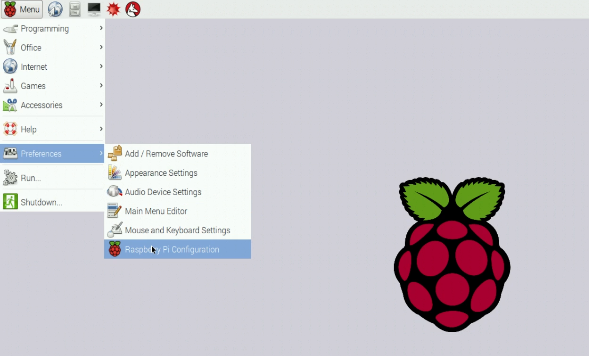 Menu
Programming
Office
Internet
Games
Accessories
Help
Preferences
Run...
Shutdown...
Add / Remove Software
Appearance Settings
Audio Device Settings
Main Menu Editor
Mouse and Keyboard Settings
Raspberry Pi Configuration